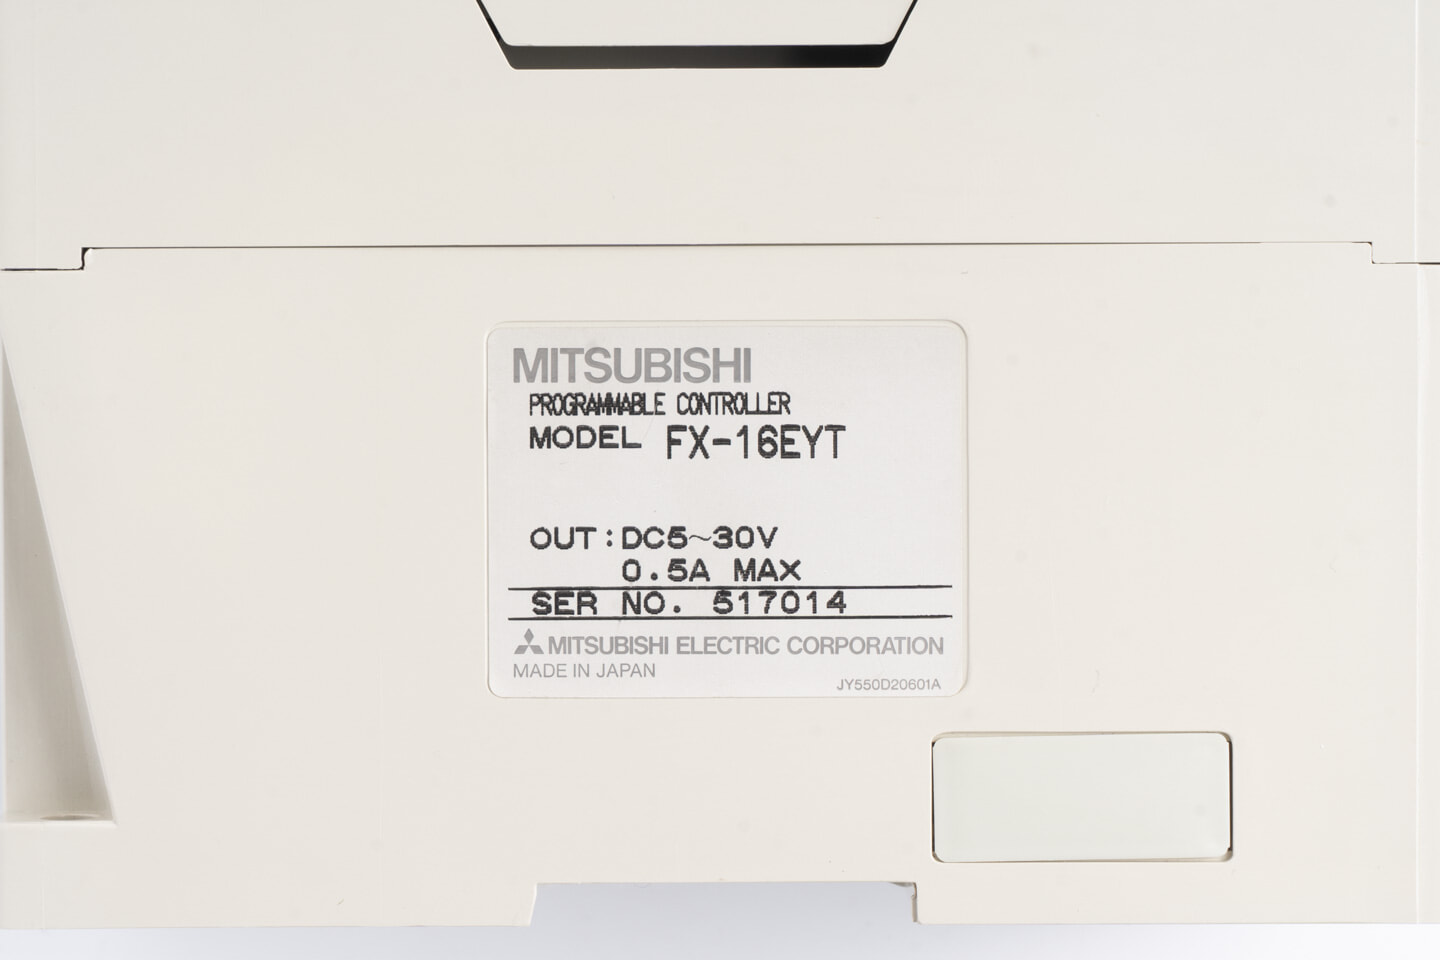 MITSUBISHI
PROGRAMMABLE CONTROLLER
MODEL FX-16EYT
OUT:DC5~30V
0.5A MAX
SER NO. 517014
MITSUBISHI ELECTRIC CORPORATION
MADE IN JAPAN
JY550D20601A